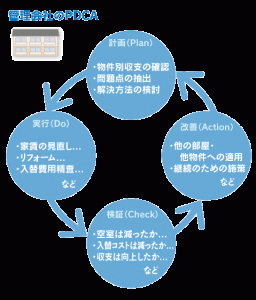 管理会社のPDCA
計画(Plan)
・物件別収支の確認
・問題点の抽出
・解決方法の検討
実行(Do)
・家賃の見直し...
・リフォーム...
・入替費用精査...
など
改善(Action)
・他の部屋・
他物件への適用
・継続のための施策
など
検証(Check)
・空室は減ったか...
・入替コストは減ったか...
・収支は向上したか...
など